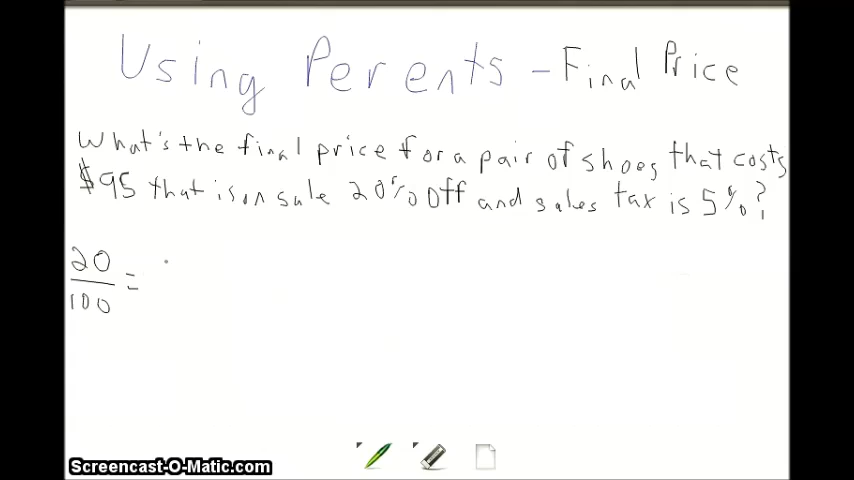 Using Perents - Final Price
What's the final price for a pair of shoes that costs
$95 that is on sale 20% off and sales tax is 5%?
20
100
=
Screencast-O-Matic.com